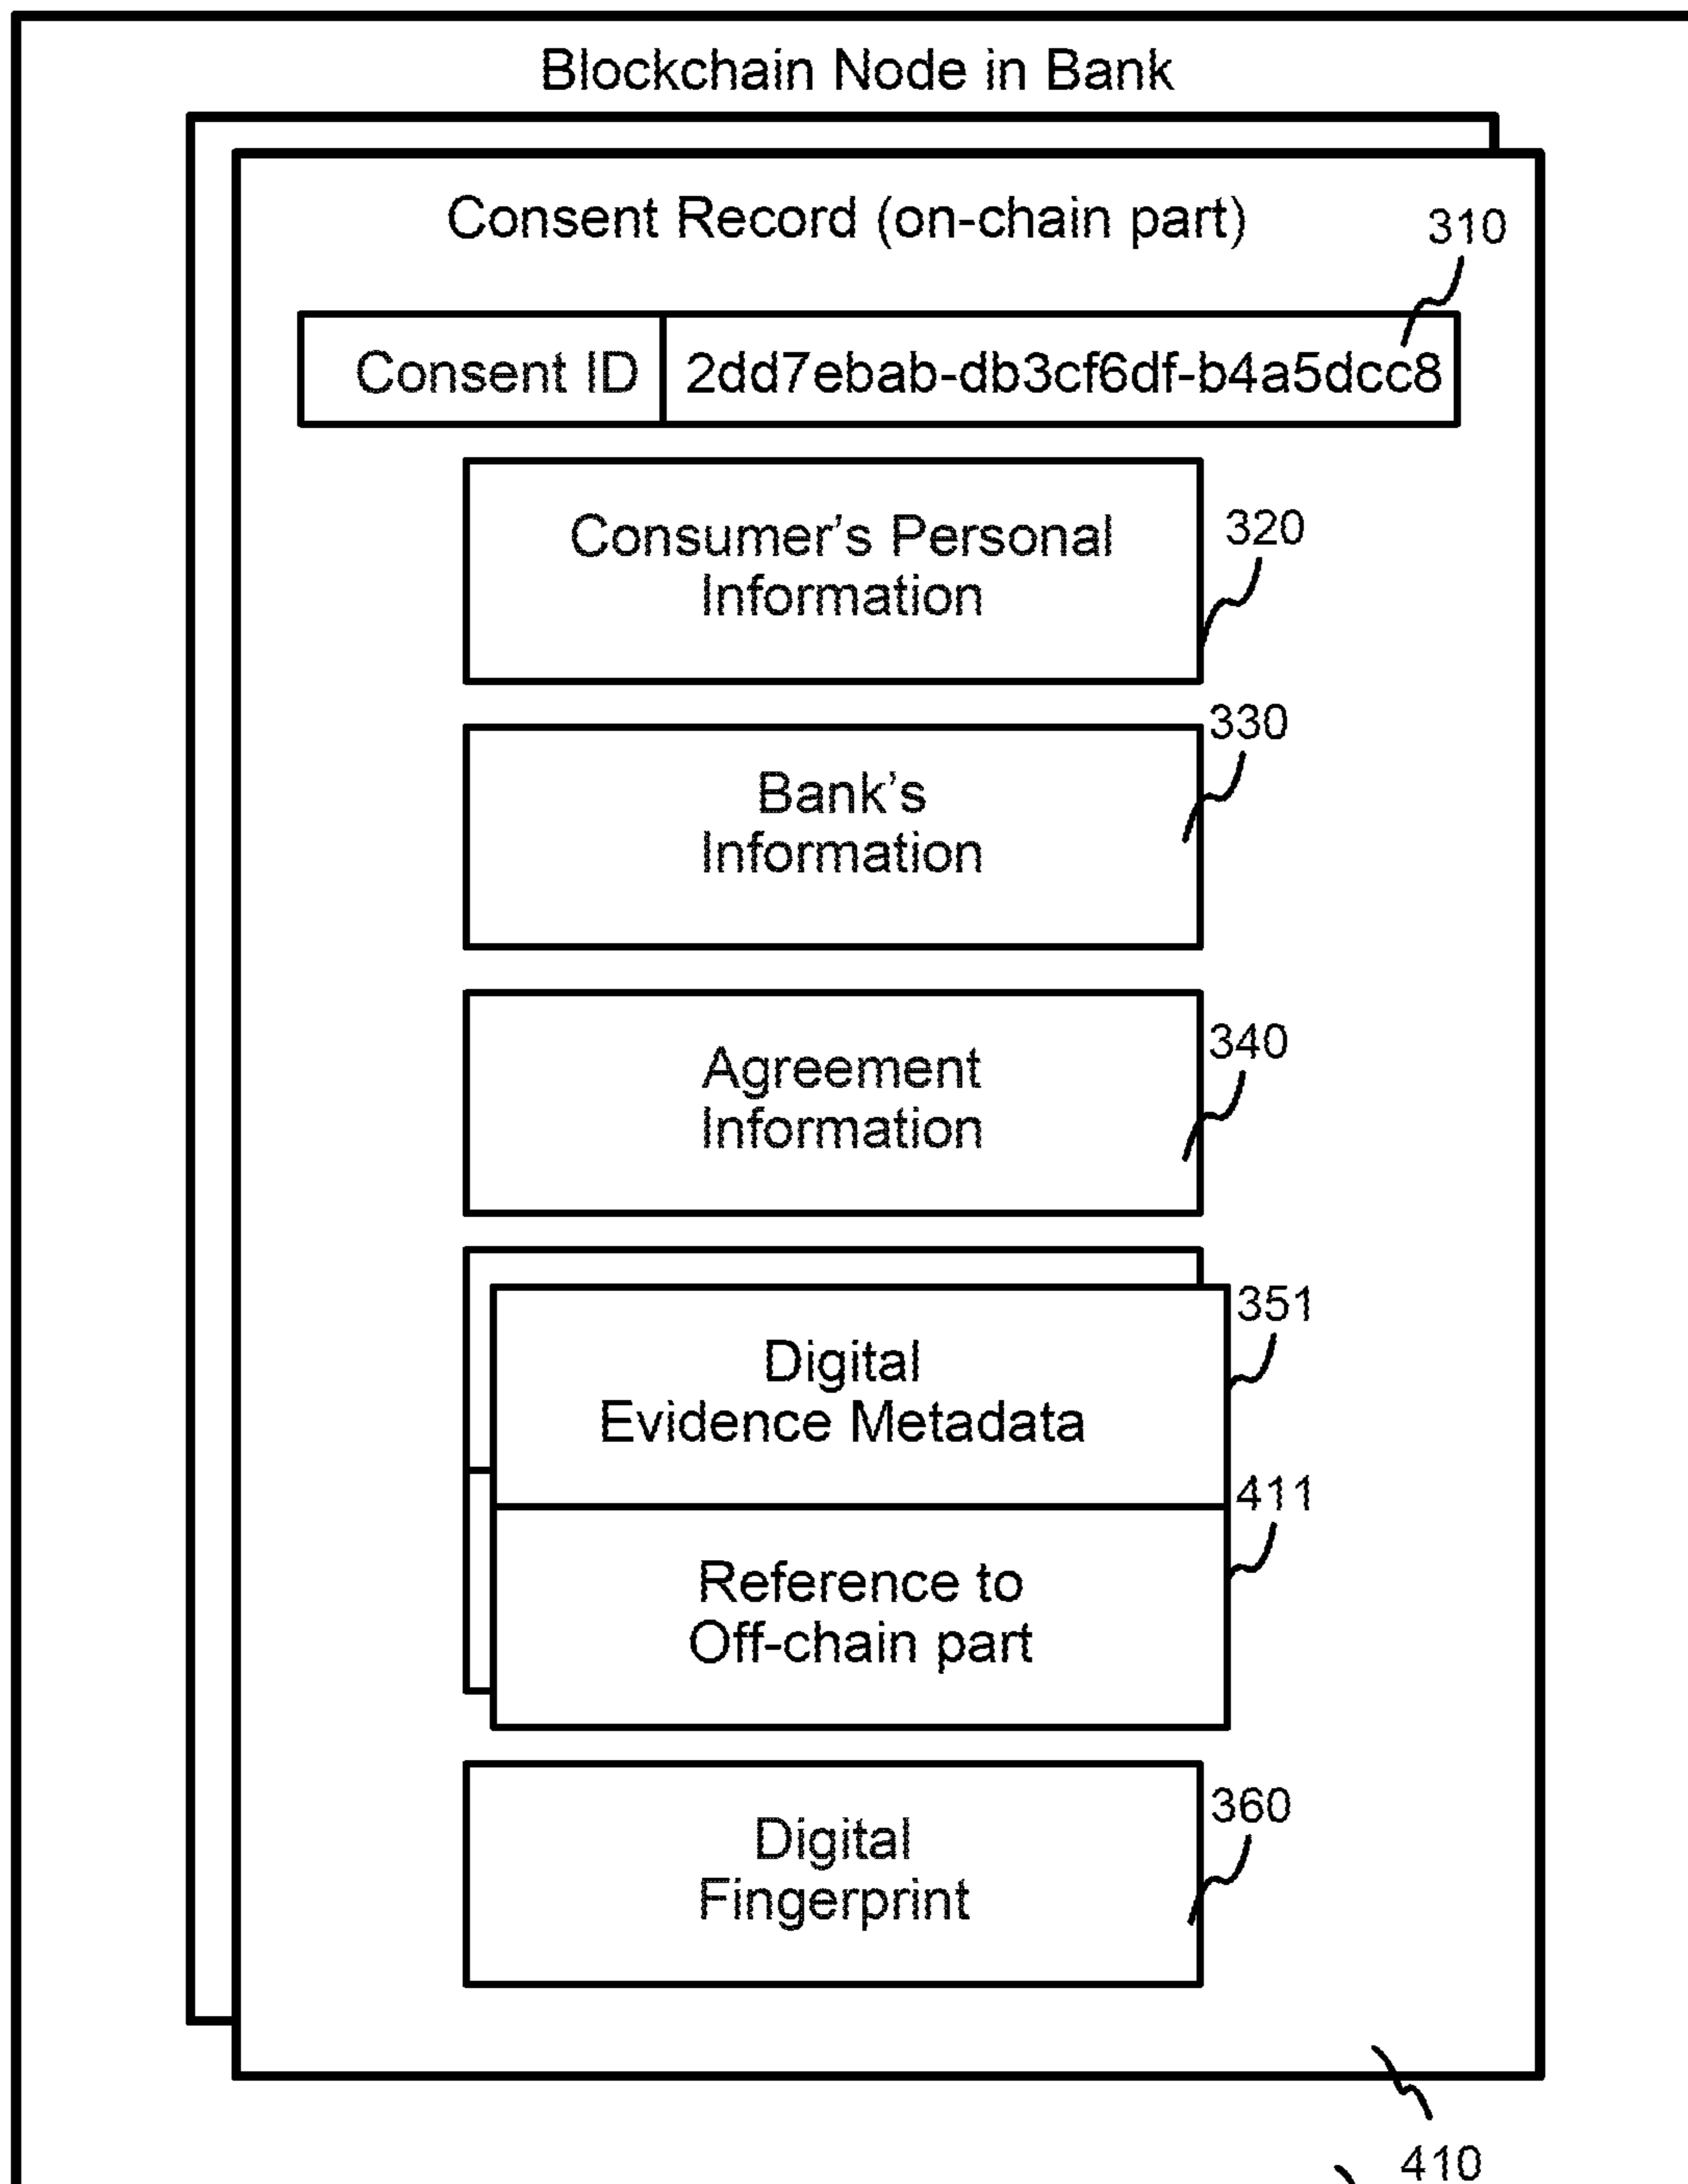 Blockchain Node in Bank
Consent Record (on-chain part)
310
Consent ID 2dd7ebab-db3cf6df-b4a5dcc8
Consumer's Personal
Information
320
330
Bank's
Information
340
Agreement
Information
351
Digital
Evidence Metadata
411
Reference to
Off-chain part
360
Digital
Fingerprint
410